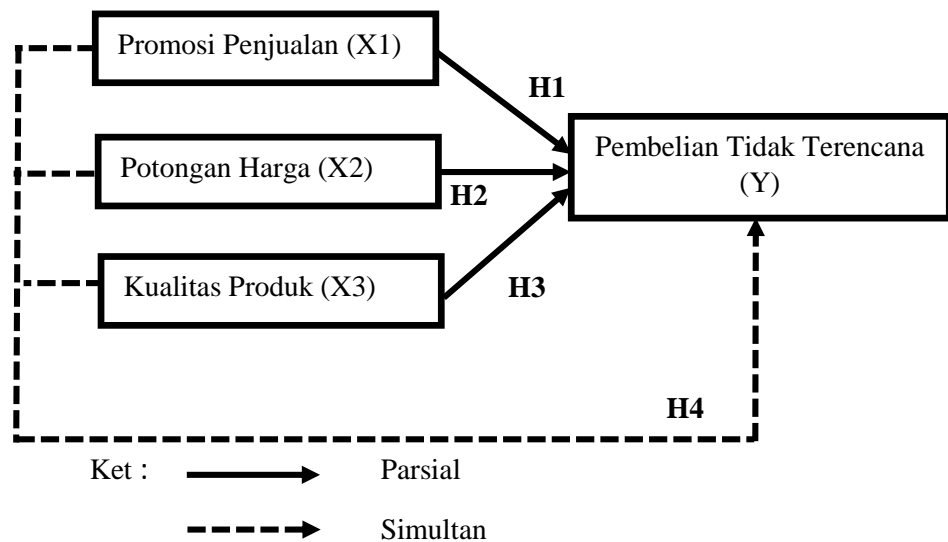 Promosi Penjualan (X1)
H1
Pembelian Tidak Terencana
(Y)
Potongan Harga (X2)
H2
Kualitas Produk (X3)
H3
H4
Ket : Parsial
Simultan